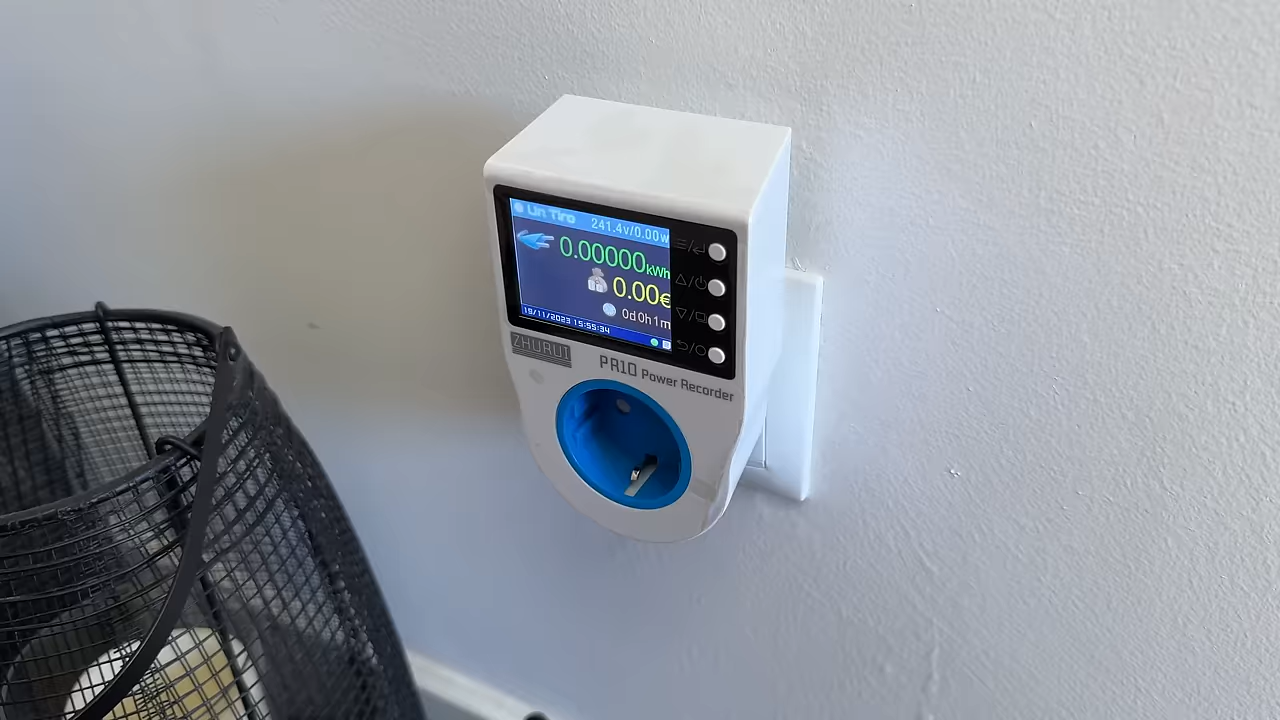 Un Tiro
241.4v/0.00w
0.00000kWh
0.00€
0d0h1m
19/11/2023 15:55:34
ZHURUI
PR10 Power Recorder